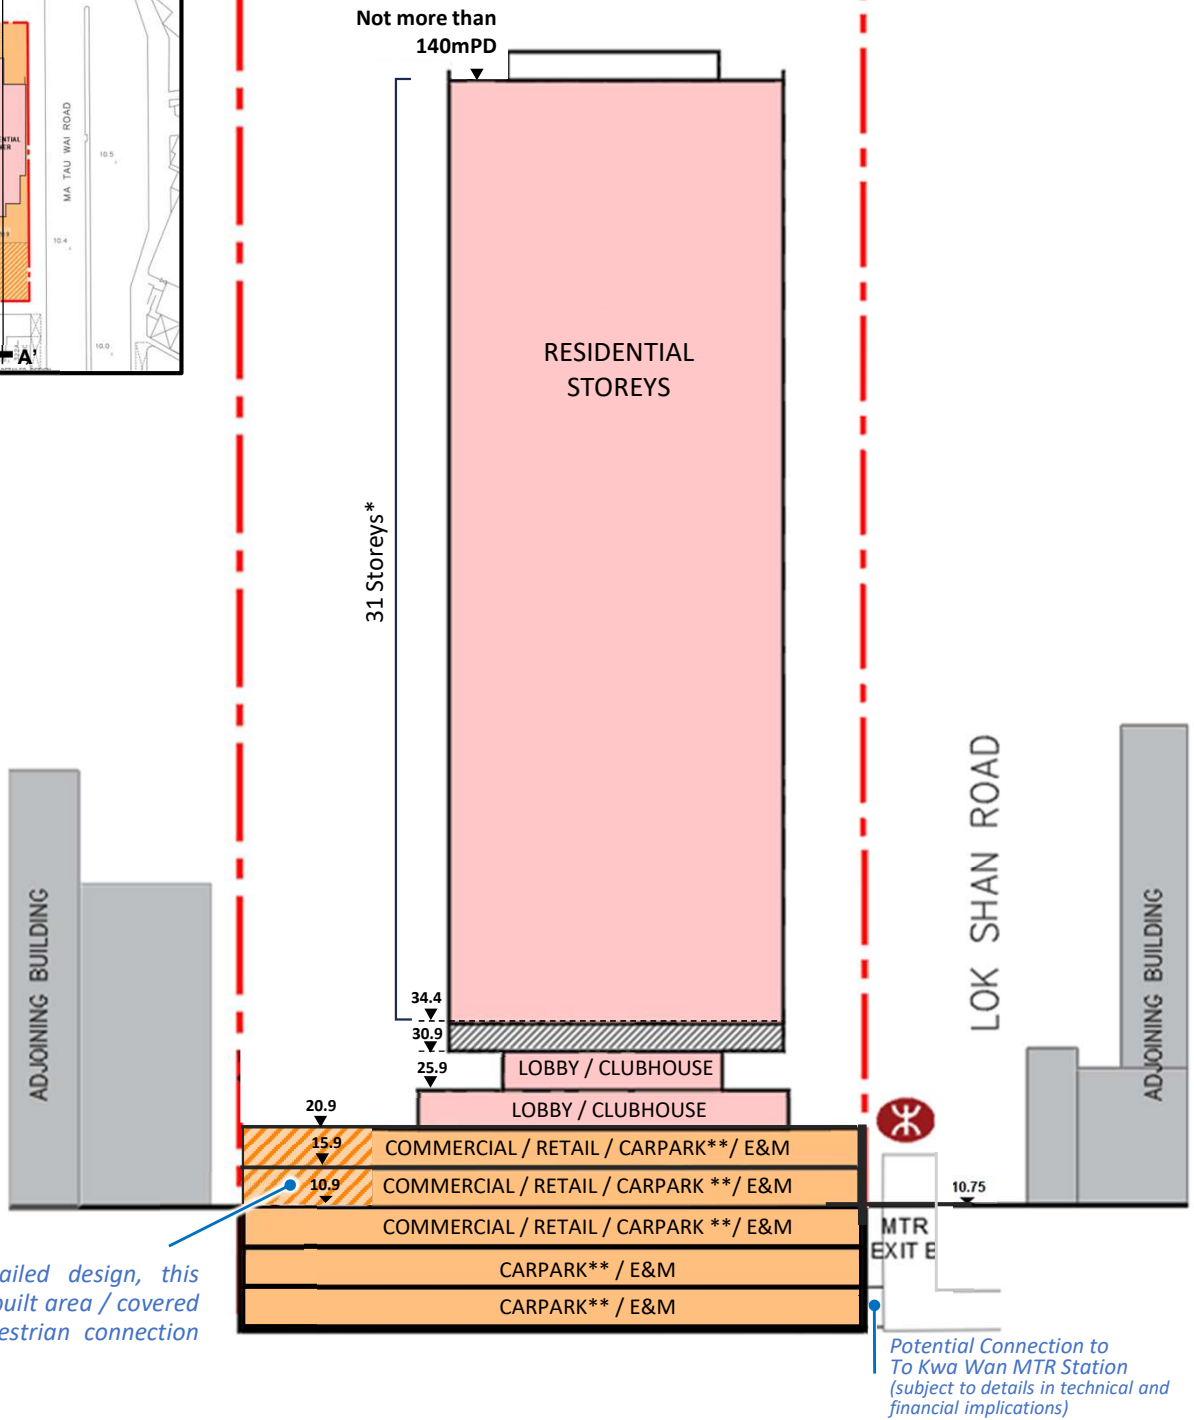 Not more than
140mPD
MA TAU WAI ROAD
10.5
10.4
10.0
A'
RESIDENTIAL
STOREYS
31 Storeys*
34.4
30.9
25.9
LOBBY / CLUBHOUSE
LOBBY / CLUBHOUSE
20.9
15.9
10.9
COMMERCIAL / RETAIL / CARPARK**/ E&M
COMMERCIAL / RETAIL / CARPARK **/ E&M
COMMERCIAL / RETAIL / CARPARK **/ E&M
CARPARK** / E&M
CARPARK** / E&M
ADJOINING BUILDING
LOK SHAN ROAD
ADJOINING BUILDING
10.75
MTR
EXIT B
ailed design, this
built area / covered
estrian connection
Potential Connection to
To Kwa Wan MTR Station
(subject to details in technical and
financial implications)